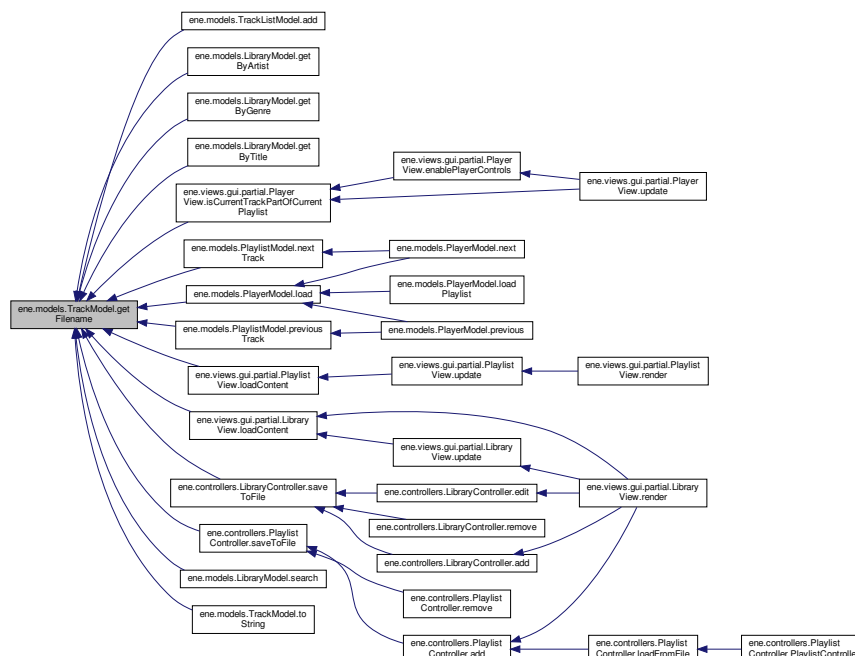 ene.models.TrackListModel.add
ene.models.LibraryModel.get
ByArtist
ene.models.LibraryModel.get
ByGenre
ene.models.LibraryModel.get
ByTitle
ene.views.gui.partial.Player
View.isCurrentTrackPartOfCurrent
Playlist
ene.views.gui.partial.Player
View.enablePlayerControls
ene.views.gui.partial.Player
View.update
ene.models.PlaylistModel.next
Track
ene.models.PlayerModel.next
ene.models.PlayerModel.load
ene.models.PlayerModel.load
Playlist
ene.models.TrackModel.get
Filename
ene.models.PlaylistModel.previous
Track
ene.models.PlayerModel.previous
ene.views.gui.partial.Playlist
View.loadContent
ene.views.gui.partial.Playlist
View.update
ene.views.gui.partial.Playlist
View.render
ene.views.gui.partial.Library
View.loadContent
ene.views.gui.partial.Library
View.update
ene.controllers.LibraryController.save
ToFile
ene.controllers.LibraryController.edit
ene.views.gui.partial.Library
View.render
ene.controllers.LibraryController.remove
ene.controllers.Playlist
Controller.saveToFile
ene.controllers.LibraryController.add
ene.models.LibraryModel.search
ene.controllers.Playlist
Controller.remove
ene.models.TrackModel.to
String
ene.controllers.Playlist
Controller.add
ene.controllers.Playlist
Controller.loadFromFile
ene.controllers.Playlist
Controller.PlaylistControlle